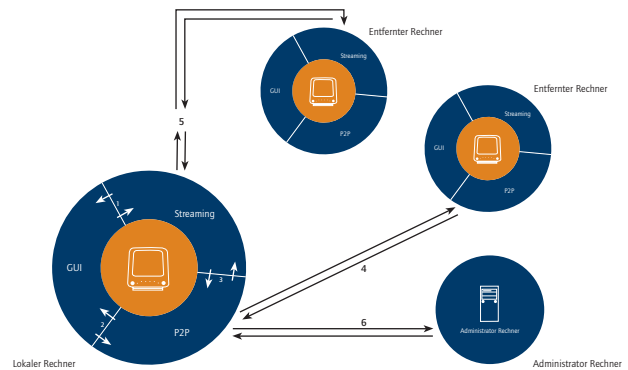 Entfernter Rechner
Streaming
GUI
P2P
5
Entfernter Rechner
Streaming
GUI
P2P
1
Streaming
GUI
3
2
P2P
4
6
Administrator Rechner
Lokaler Rechner
Administrator Rechner